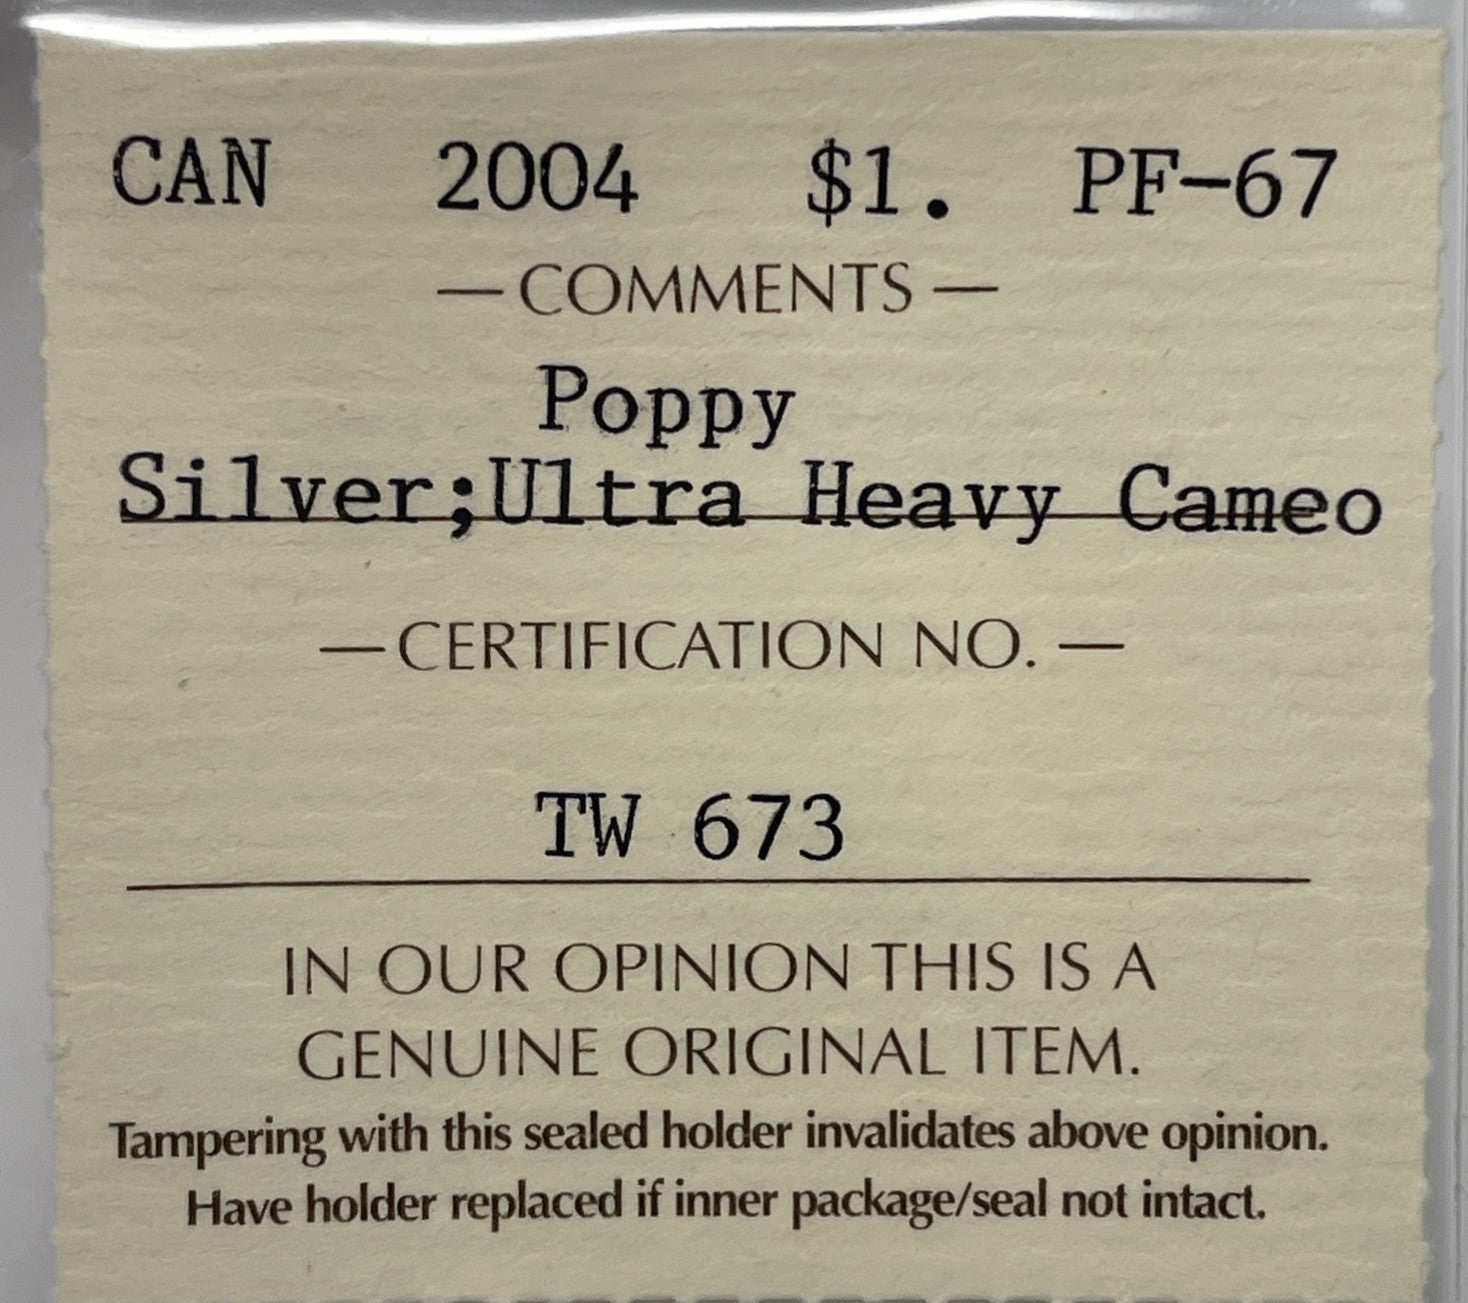 CAN 2004 $1. PF-67
— COMMENTS —
Poppy
Silver;Ultra Heavy Cameo
— CERTIFICATION NO. —
TW 673
IN OUR OPINION THIS IS A
GENUINE ORIGINAL ITEM.
Tampering with this sealed holder invalidates above opinion.
Have holder replaced if inner package/seal not intact.